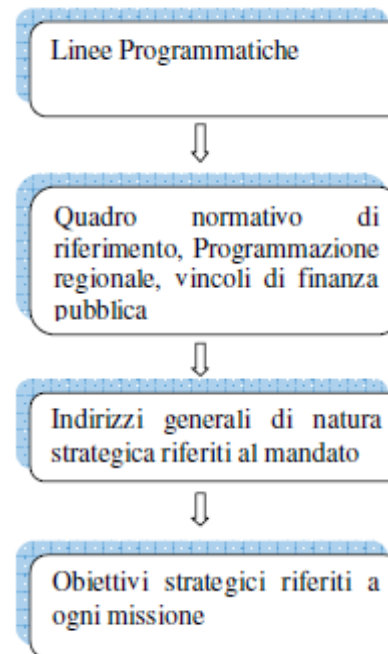 Linee Programmatiche
Quadro normativo di
riferimento, Programmazione
regionale, vincoli di finanza
pubblica
Indirizzi generali di natura
strategica riferiti al mandato
Obiettivi strategici riferiti a
ogni missione